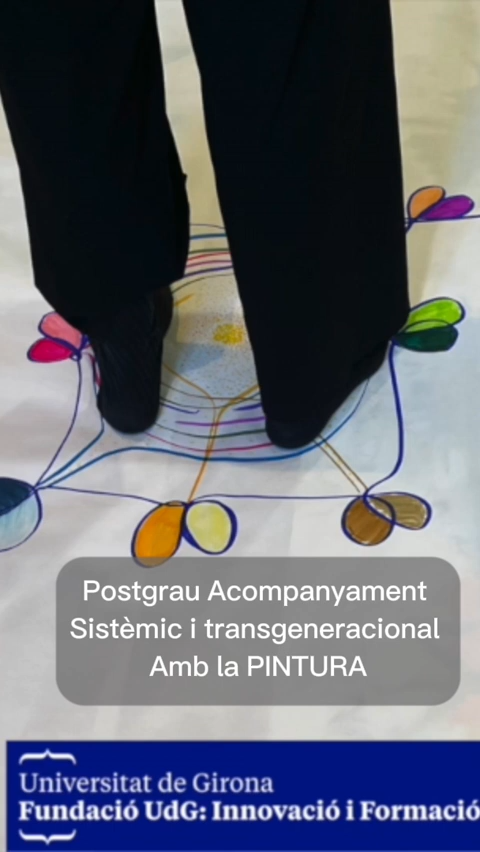 Postgrau Acompanyament
Sistèmic i transgeneracional
Amb la PINTURA
Universitat de Girona
Fundació UdG: Innovació i Formació